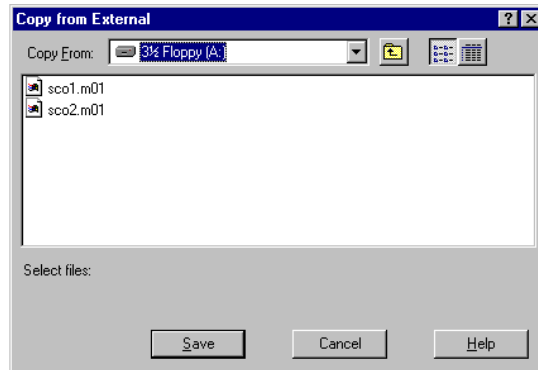 Copy from External
Copy From: 3½ Floppy (A:)
sco1.m01
sco2.m01
Select files:
Save Cancel Help